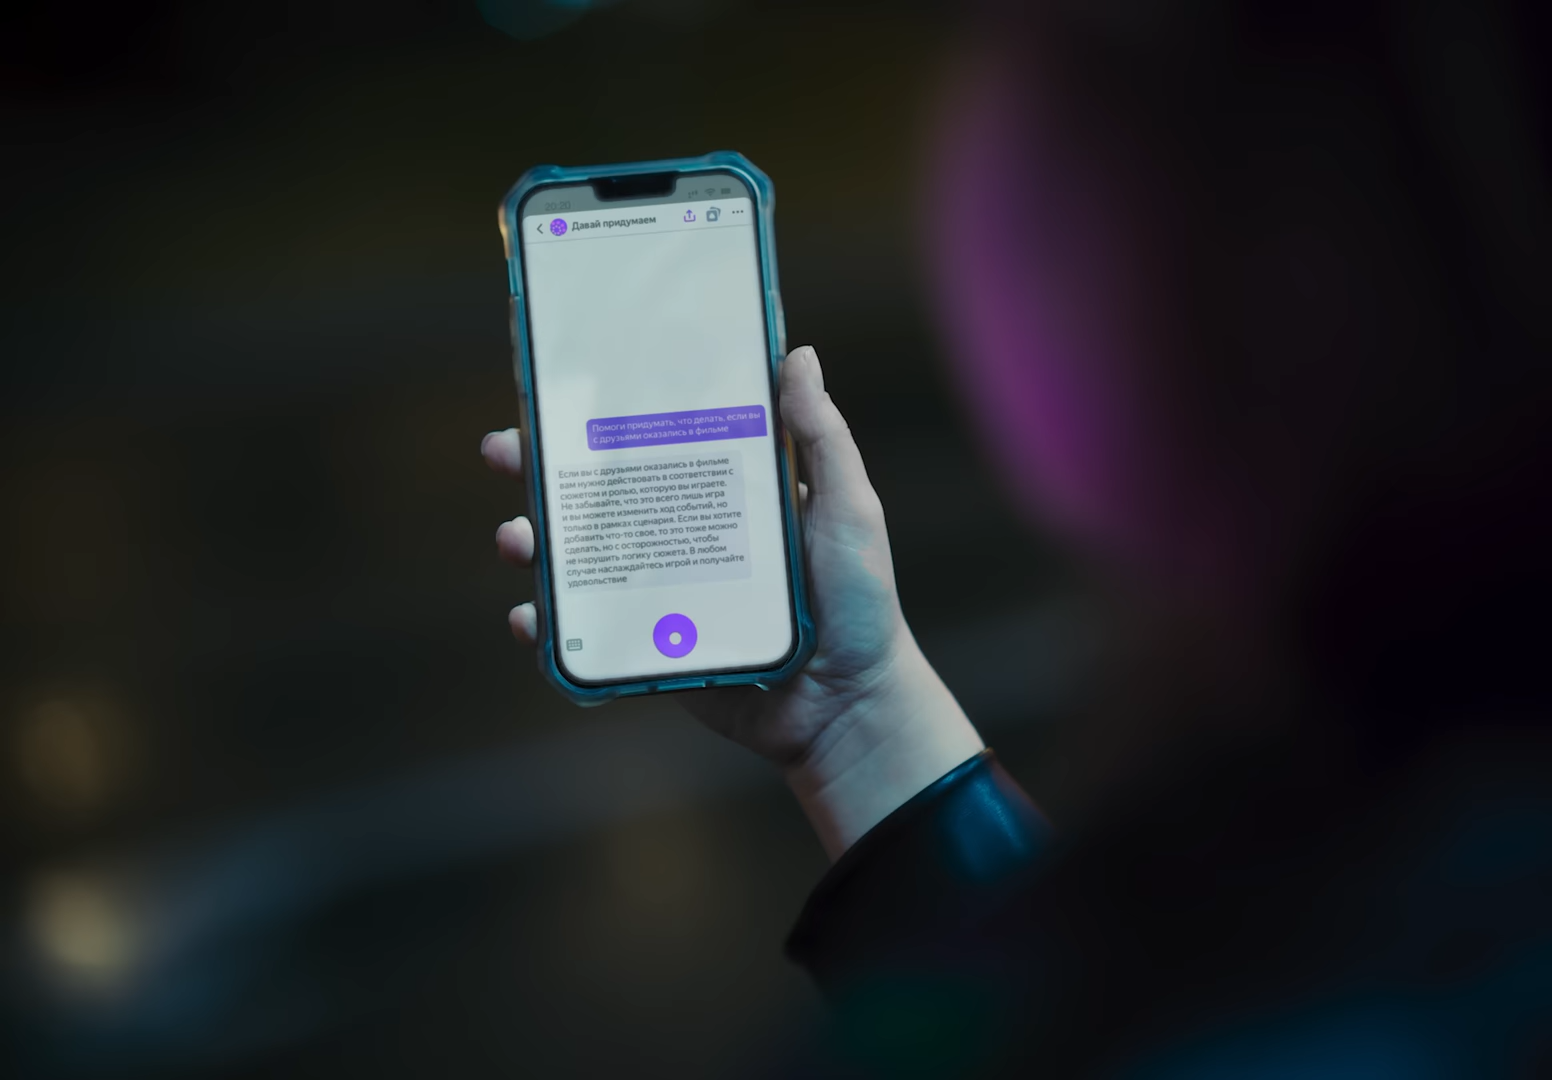 20:20
Давай придумаем
Помоги придумать, что делать, если вы
с друзьями оказались в фильме
Если вы с друзьями оказались в фильме
вам нужно действовать в соответствии с
сюжетом и ролью, которую вы играете.
Не забывайте, что это всего лишь игра
и вы можете изменить ход событий, но
только в рамках сценария. Если вы хотите
добавить что-то свое, то это тоже можно
сделать, но с осторожностью, чтобы
не нарушить логику сюжета. В любом
случае наслаждайтесь игрой и получайте
удовольствие